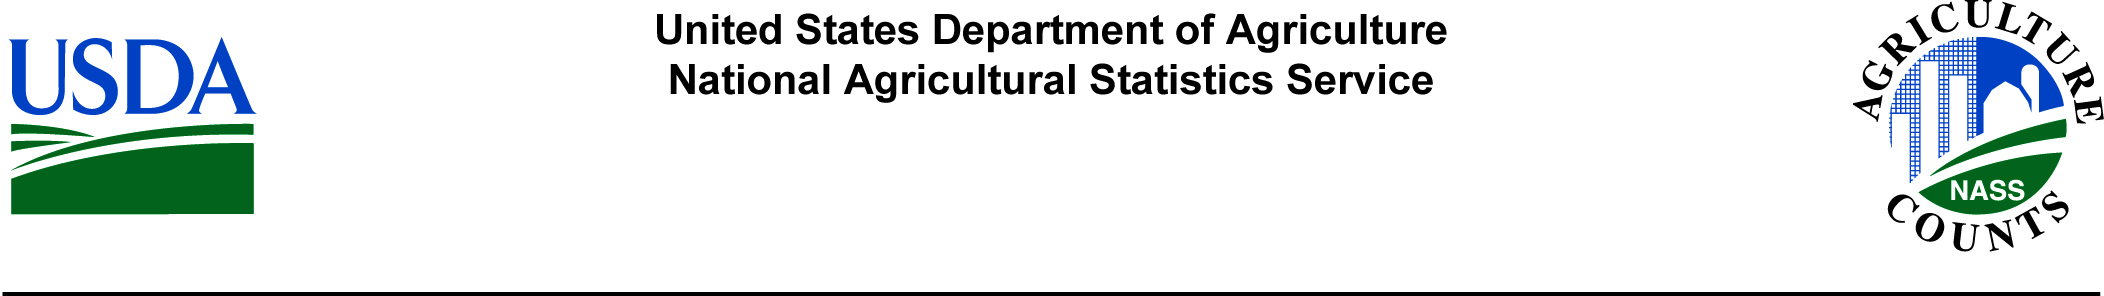 USDA
United States Department of Agriculture
National Agricultural Statistics Service
AGRICULTURE
NASS
COUNTS